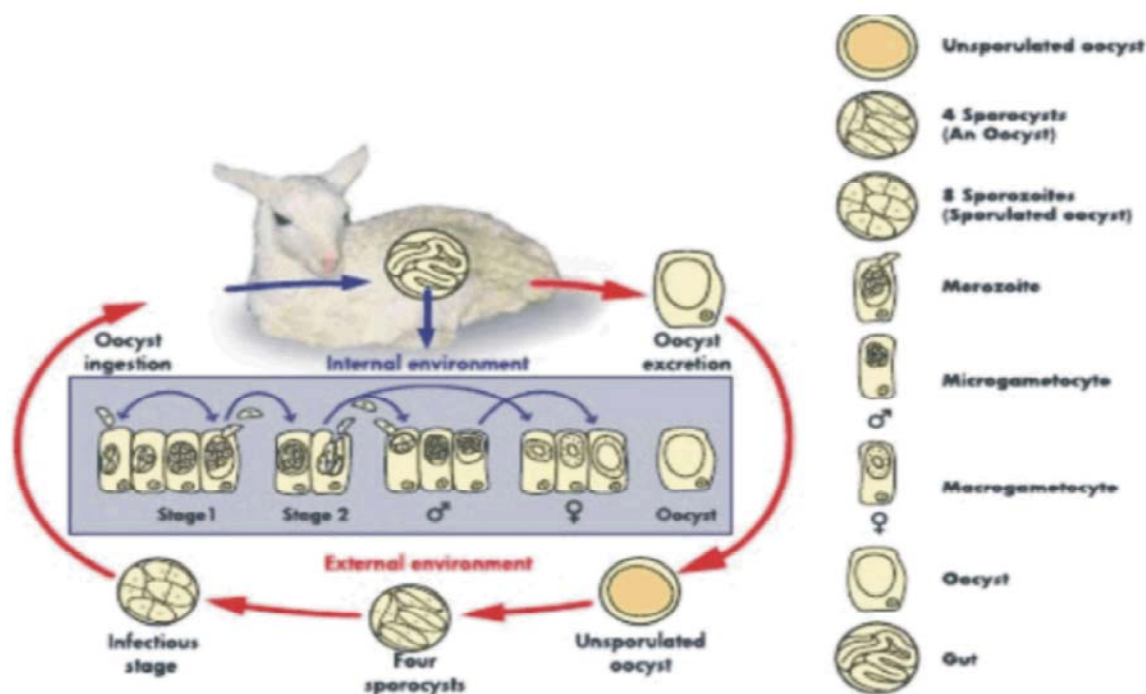 Unsporulated oocyst
4 Sporocysts
(An Oocyst)
8 Sporozoites
(Sporulated oocyst)
Merozoite
Microgametocyte
♂
Macrogametocyte
♀
Oocyst
Gut
Oocyst
ingestion
Internal environment
Oocyst
excretion
Stage1
Stage 2
♂
♀
Oocyst
External environment
Infectious
stage
Four
sporocysts
Unsporulated
oocyst